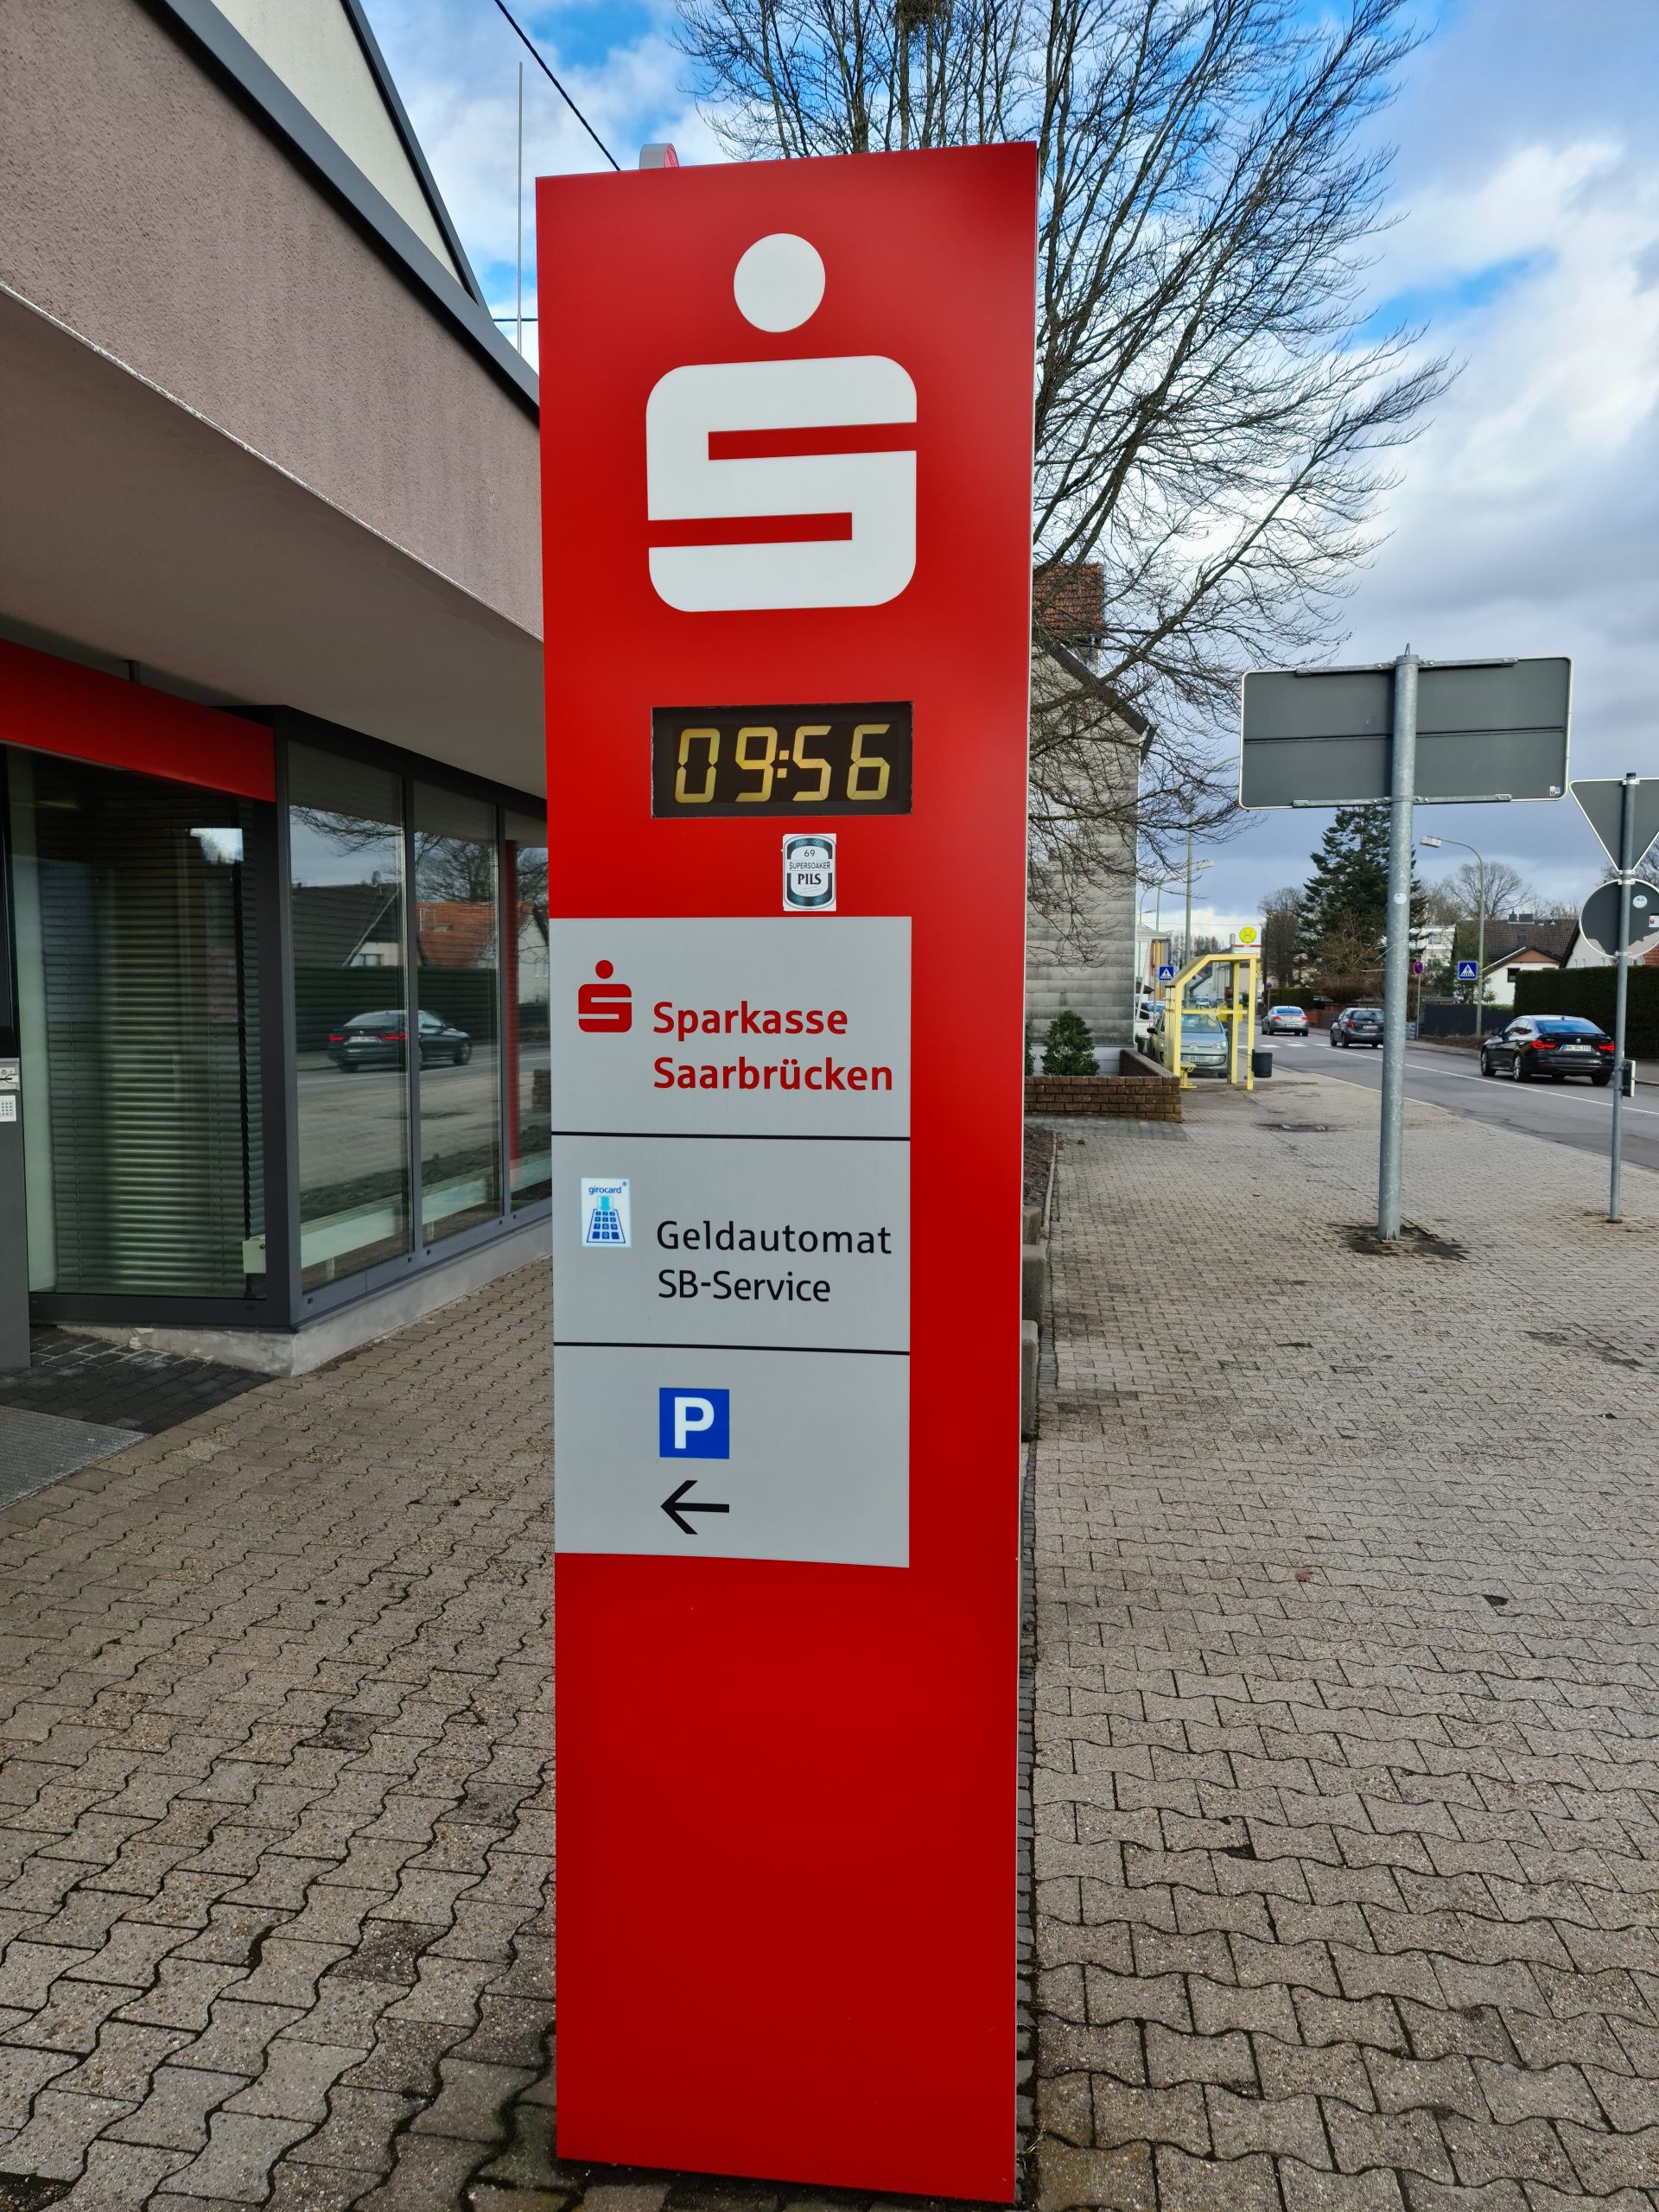 09:56
69
SUPERSOAKER
PILS
Sparkasse
Saarbrücken
girocard
Geldautomat
SB-Service
P